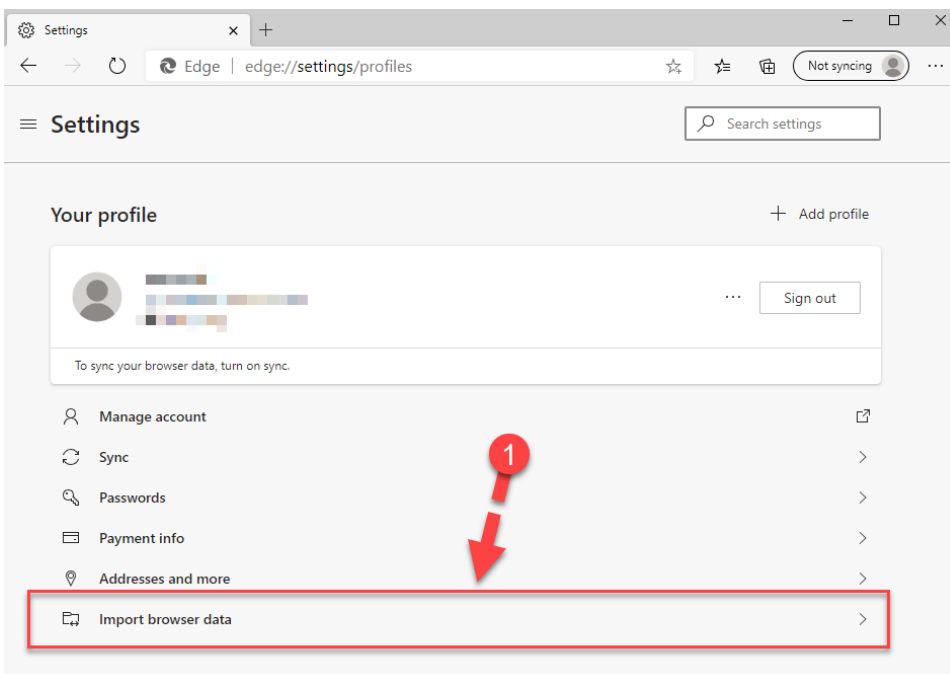 Settings
Edge | edge://settings/profiles
Not syncing
Settings
Search settings
Your profile
Add profile
Sign out
To sync your browser data, turn on sync.
Manage account
Sync
1
Passwords
Payment info
Addresses and more
Import browser data